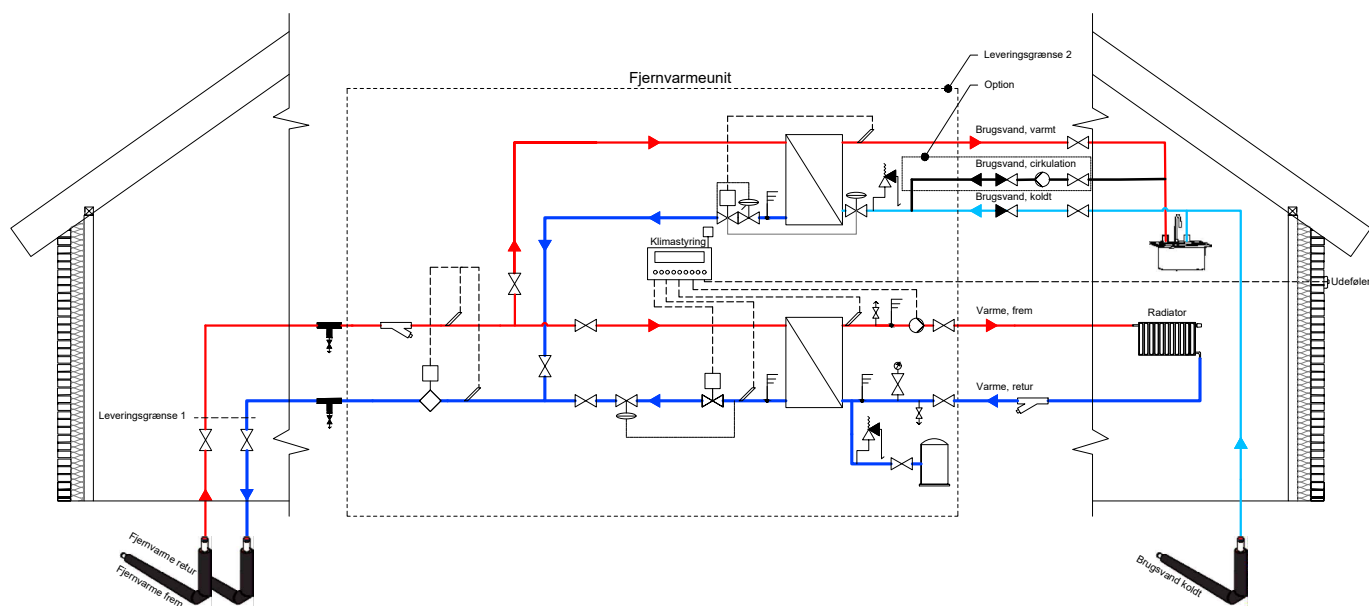 Leveringsgrænse 2
Fjernvarmeunit
Option
Brugsvand, varmt
Brugsvand, cirkulation
Brugsvand, koldt
Klimastyring
Udeføler
Varme, frem
Radiator
Varme, retur
Leveringsgrænse 1
Fjernvarme retur
Fjernvarme frem
Brugsvand koldt